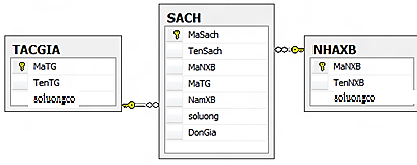 TACGIA
MaTG
TenTG
soluongco
SACH
MaSach
TenSach
MaNXB
MaTG
NamXB
soluong
DonGia
NHAXB
MaNXB
TenNXB
soluongco